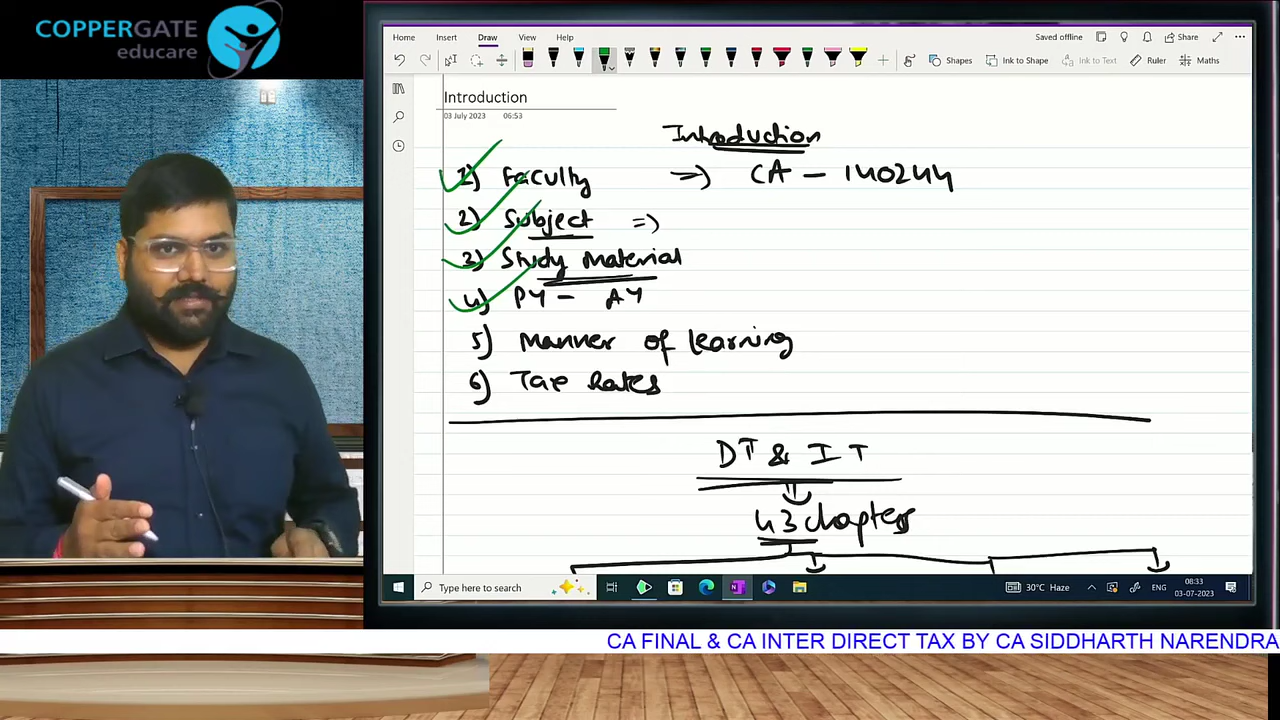 COPPERGATE
educare
Home Insert Draw View Help
Saved offline
Share
Shapes
Ink to Shape
Ink to Text
Ruler
Maths
Introduction
03 July 2023 06:53
Introduction
1) Faculty => CA - 140244
2) Subject =>
3) Study Material
4) PY - AY
5) Manner of learning
6) Tax Rates
DT & IT
43 chapters
Type here to search
30°C Haze
ENG
08:33
03-07-2023
CA FINAL & CA INTER DIRECT TAX BY CA SIDDHARTH NARENDRA